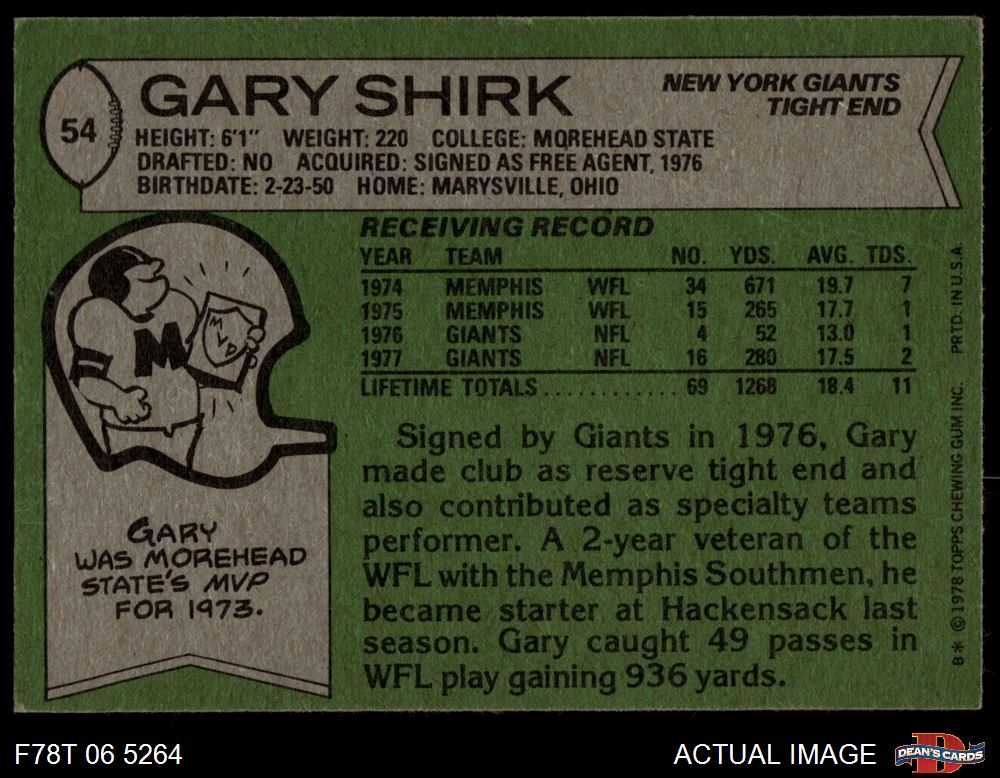 54
GARY SHIRK
NEW YORK GIANTS
TIGHT END
HEIGHT: 6'1" WEIGHT: 220 COLLEGE: MOREHEAD STATE
DRAFTED: NO ACQUIRED: SIGNED AS FREE AGENT, 1976
BIRTHDATE: 2-23-50 HOME: MARYSVILLE, OHIO
M
MVP
GARY
WAS MOREHEAD
STATE'S MVP
FOR 1973.
RECEIVING RECORD
YEAR TEAM NO. YDS. AVG. TDS.
1974 MEMPHIS WFL 34 671 19.7 7
1975 MEMPHIS WFL 15 265 17.7 1
1976 GIANTS NFL 4 52 13.0 1
1977 GIANTS NFL 16 280 17.5 2
LIFETIME TOTALS ............ 69 1268 18.4 11
Signed by Giants in 1976, Gary
made club as reserve tight end and
also contributed as specialty teams
performer. A 2-year veteran of the
WFL with the Memphis Southmen, he
became starter at Hackensack last
season. Gary caught 49 passes in
WFL play gaining 936 yards.
B* © 1978 TOPPS CHEWING GUM INC. PRTD. IN U.S.A.
F78T 06 5264
ACTUAL IMAGE
D
DEAN'S CARDS